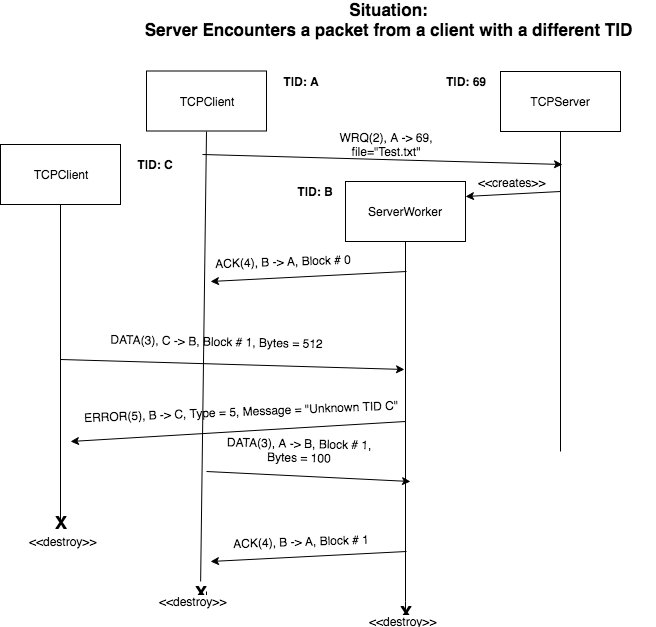 Situation:
Server Encounters a packet from a client with a different TID
TCPClient
TID: A
TID: 69
TCPServer
WRQ(2), A -> 69,
file="Test.txt"
TCPClient
TID: C
<<creates>>
TID: B
ServerWorker
ACK(4), B -> A, Block # 0
DATA(3), C -> B, Block # 1, Bytes = 512
ERROR(5), B -> C, Type = 5, Message = "Unknown TID C"
DATA(3), A -> B, Block # 1,
Bytes = 100
X
<<destroy>>
ACK(4), B -> A, Block # 1
X
<<destroy>>
X
<<destroy>>